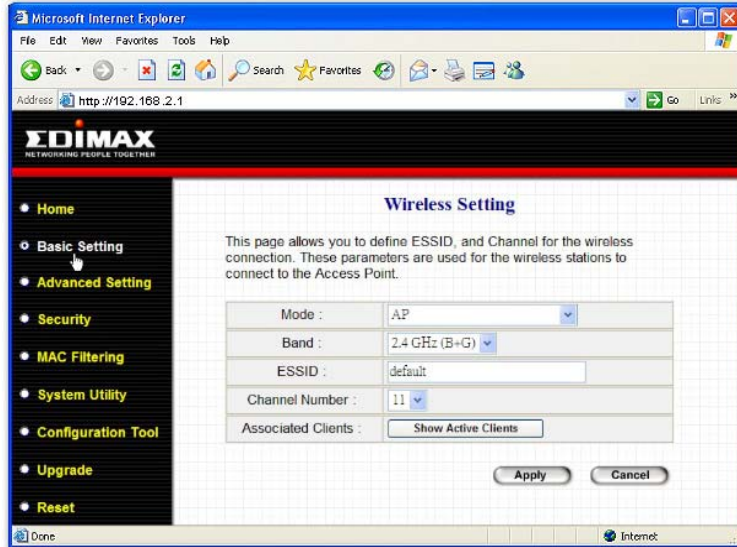 Microsoft Internet Explorer
File Edit View Favorites Tools Help
Back Search Favorites
Address http://192.168.2.1 Go Links »
EDIMAX
NETWORKING PEOPLE TOGETHER
Home
Basic Setting
Advanced Setting
Security
MAC Filtering
System Utility
Configuration Tool
Upgrade
Reset
Wireless Setting
This page allows you to define ESSID, and Channel for the wireless
connection. These parameters are used for the wireless stations to
connect to the Access Point.
Mode : AP
Band : 2.4 GHz (B+G)
ESSID : default
Channel Number : 11
Associated Clients : Show Active Clients
Apply Cancel
Done Internet